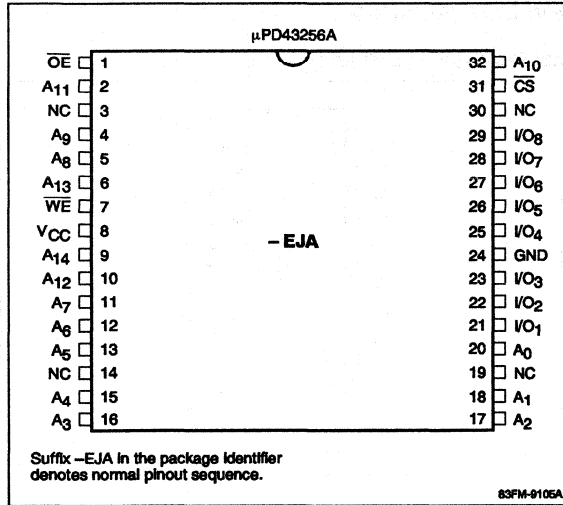 µPD43256A
OE 1 32 A10
A11 2 31 CS
NC 3 30 NC
A9 4 29 I/O8
A8 5 28 I/O7
A13 6 27 I/O6
WE 7 26 I/O5
VCC 8 25 I/O4
–EJA
A14 9 24 GND
A12 10 23 I/O3
A7 11 22 I/O2
A6 12 21 I/O1
A5 13 20 A0
NC 14 19 NC
A4 15 18 A1
A3 16 17 A2
Suffix –EJA in the package identifier
denotes normal pinout sequence.
83FM-9105A